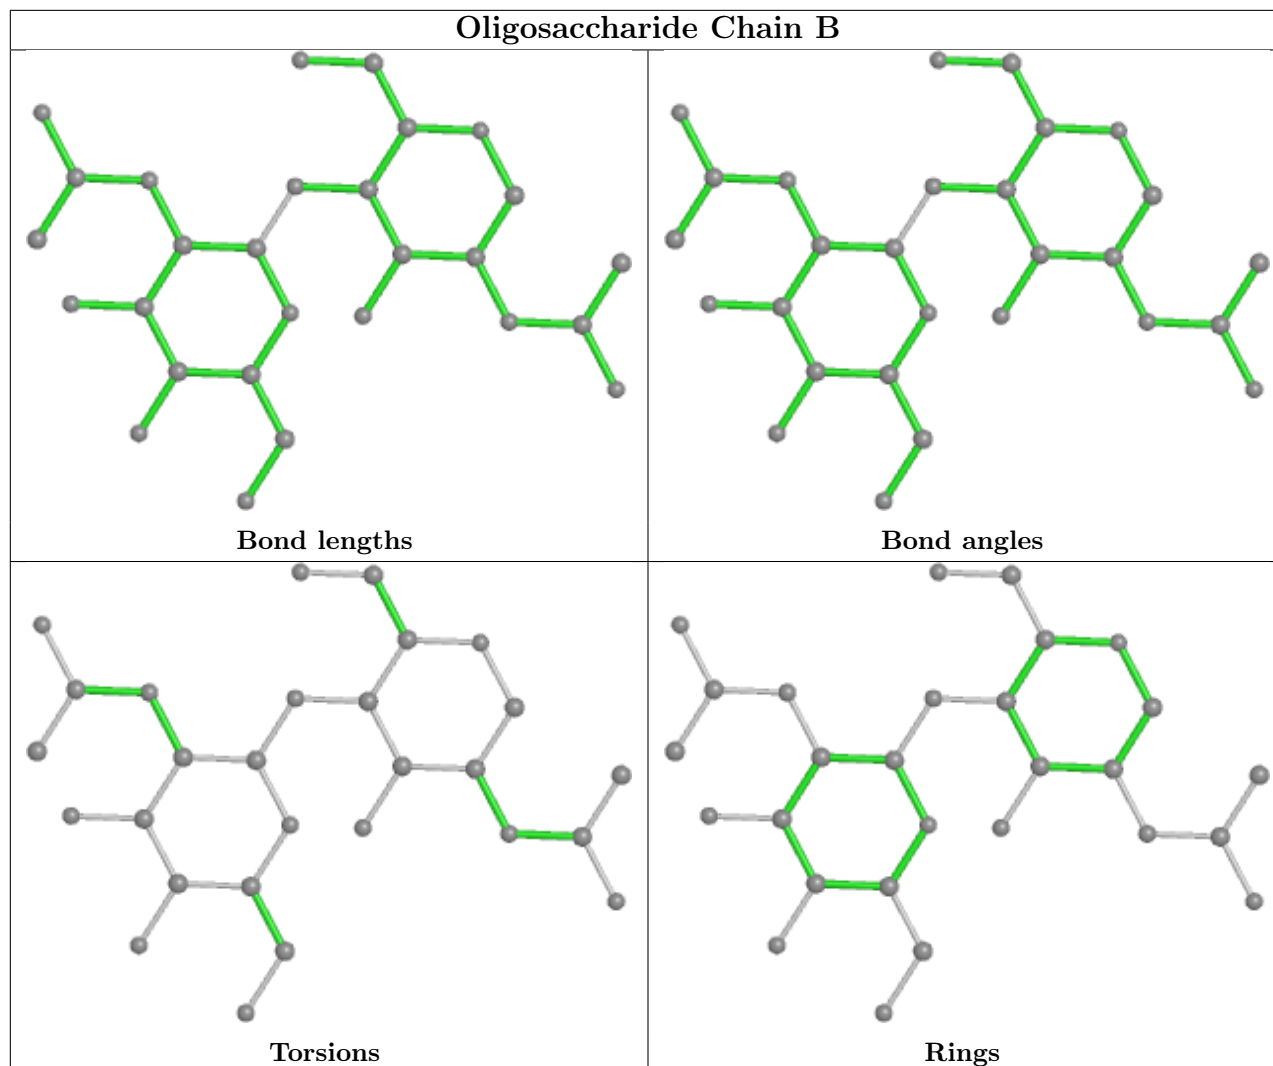 Oligosaccharide Chain B
Bond lengths
Bond angles
Torsions
Rings